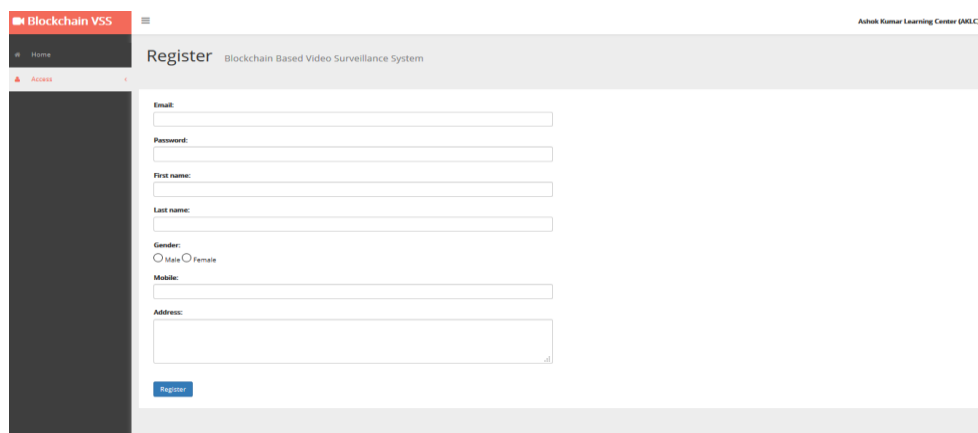 Blockchain VSS
Ashok Kumar Learning Center (AKLC
Home
Access
Register Blockchain Based Video Surveillance System
Email:
Password:
First name:
Last name:
Gender:
Male Female
Mobile:
Address:
Register